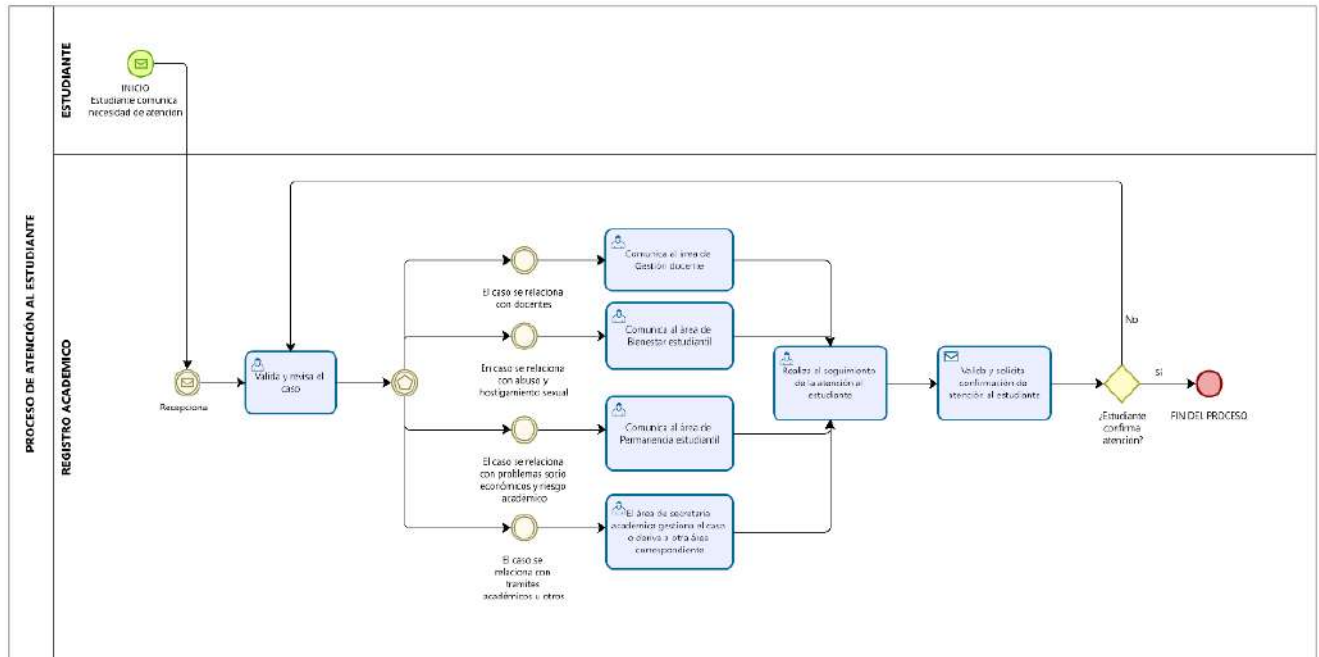 PROCESO DE ATENCIÓN AL ESTUDIANTE
ESTUDIANTE
INICIO
Estudiante comunica
necesidad de atención
REGISTRO ACADEMICO
Recepciona
Valida y revisa el
caso
El caso se relaciona
con docentes
En caso se relaciona
con abuso y
hostigamiento sexual
El caso se relaciona
con problemas socio
económicos y riesgo
académico
El caso se
relaciona con
tramites
académicos u otros
Comunica al área de
Gestión docente
Comunica al área de
Bienestar estudiantil
Comunica al área de
Permanencia estudiantil
El área de secretaria
academica gestiona el caso
o deriva a otra área
correspondiente
Realiza el seguimiento
de la atención al
estudiante
Valida y solicita
confirmación de
atención al estudiante
¿Estudiante
confirma
atención?
No
Si
FIN DEL PROCESO